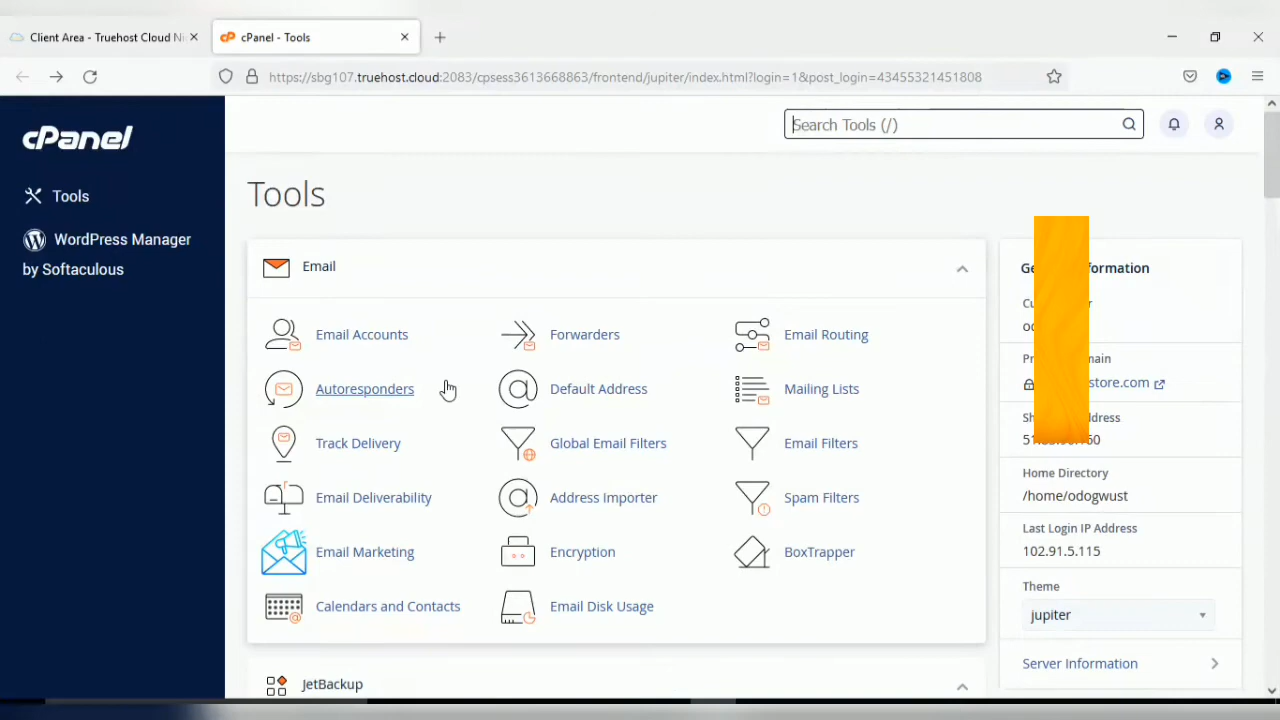 Client Area - Truehost Cloud Ni
cPanel - Tools
https://sbg107.truehost.cloud:2083/cpsess3613668863/frontend/jupiter/index.html?login=1&post_login=43455321451808
cPanel
Search Tools (/)
Tools
WordPress Manager
by Softaculous
Tools
Email
Email Accounts
Forwarders
Email Routing
Autoresponders
Default Address
Mailing Lists
Track Delivery
Global Email Filters
Email Filters
Email Deliverability
Address Importer
Spam Filters
Email Marketing
Encryption
BoxTrapper
Calendars and Contacts
Email Disk Usage
JetBackup
store.com
Home Directory
/home/odogwust
Last Login IP Address
102.91.5.115
Theme
jupiter
Server Information